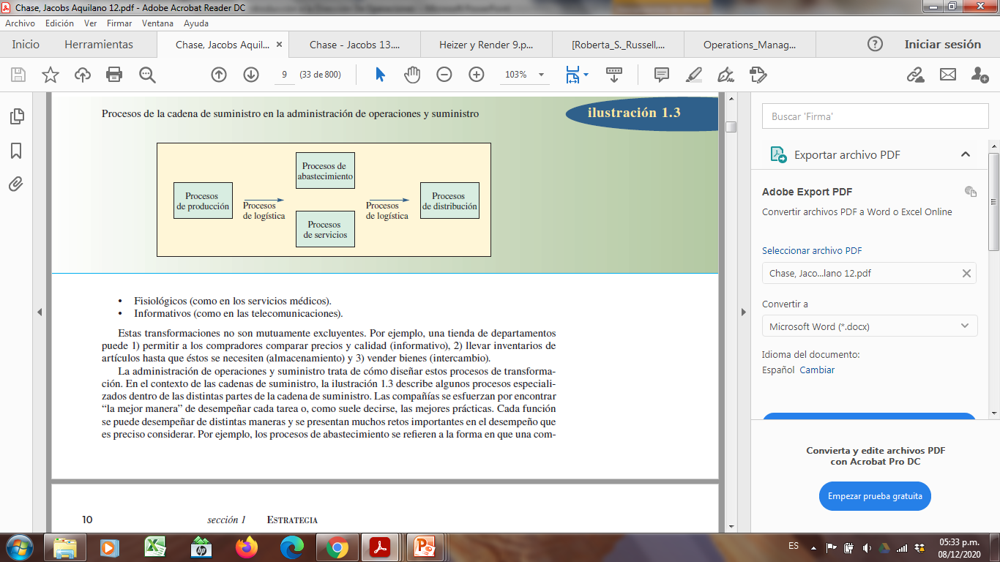 Chase, Jacobs Aquilano 12.pdf - Adobe Acrobat Reader DC
Archivo Edición Ver Firmar Ventana Ayuda
Inicio Herramientas Chase, Jacobs Aquil... × Chase - Jacobs 13.... Heizer y Render 9.p... [Roberta_S._Russell,... Operations_Manag... ? Iniciar sesión
9 (33 de 800) 103%
Procesos de la cadena de suministro en la administración de operaciones y suministro
ilustración 1.3
Procesos
de producción
Procesos
de logística
Procesos de
abastecimiento
Procesos
de servicios
Procesos
de logística
Procesos
de distribución
• Fisiológicos (como en los servicios médicos).
• Informativos (como en las telecomunicaciones).
Estas transformaciones no son mutuamente excluyentes. Por ejemplo, una tienda de departamentos
puede 1) permitir a los compradores comparar precios y calidad (informativo), 2) llevar inventarios de
artículos hasta que éstos se necesiten (almacenamiento) y 3) vender bienes (intercambio).
La administración de operaciones y suministro trata de cómo diseñar estos procesos de transforma-
ción. En el contexto de las cadenas de suministro, la ilustración 1.3 describe algunos procesos especiali-
zados dentro de las distintas partes de la cadena de suministro. Las compañías se esfuerzan por encontrar
“la mejor manera” de desempeñar cada tarea o, como suele decirse, las mejores prácticas. Cada función
se puede desempeñar de distintas maneras y se presentan muchos retos importantes en el desempeño que
es preciso considerar. Por ejemplo, los procesos de abastecimiento se refieren a la forma en que una com-
10 sección 1 ESTRATEGIA
Buscar 'Firma'
Exportar archivo PDF
Adobe Export PDF
Convertir archivos PDF a Word o Excel Online
Seleccionar archivo PDF
Chase, Jaco...lano 12.pdf
Convertir a
Microsoft Word (*.docx)
Idioma del documento:
Español Cambiar
Convierta y edite archivos PDF
con Acrobat Pro DC
Empezar prueba gratuita
ES
05:33 p.m.
08/12/2020